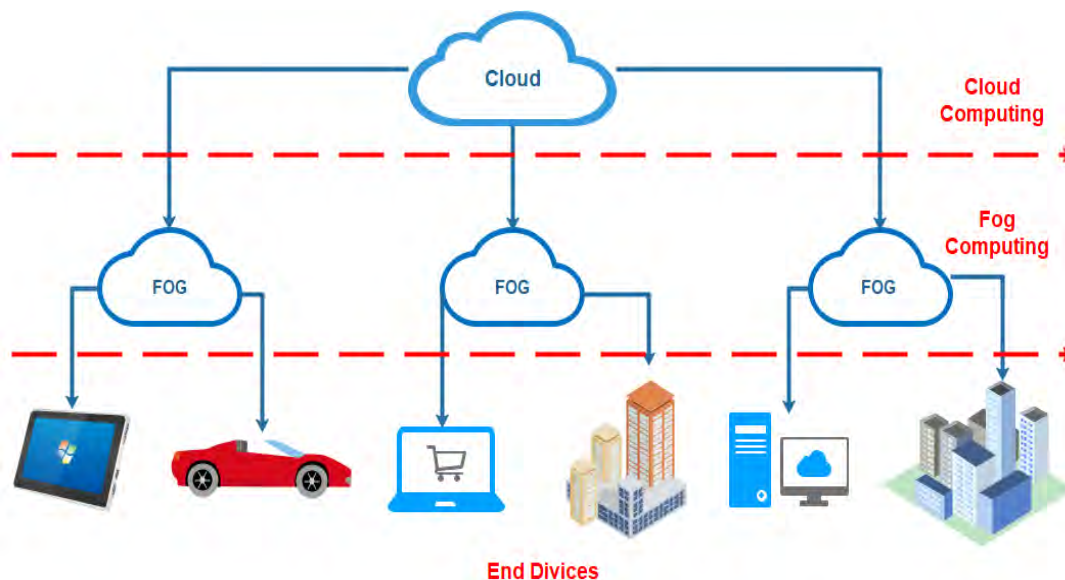 Cloud
Cloud
Computing
Fog
Computing
FOG
FOG
FOG
End Divices